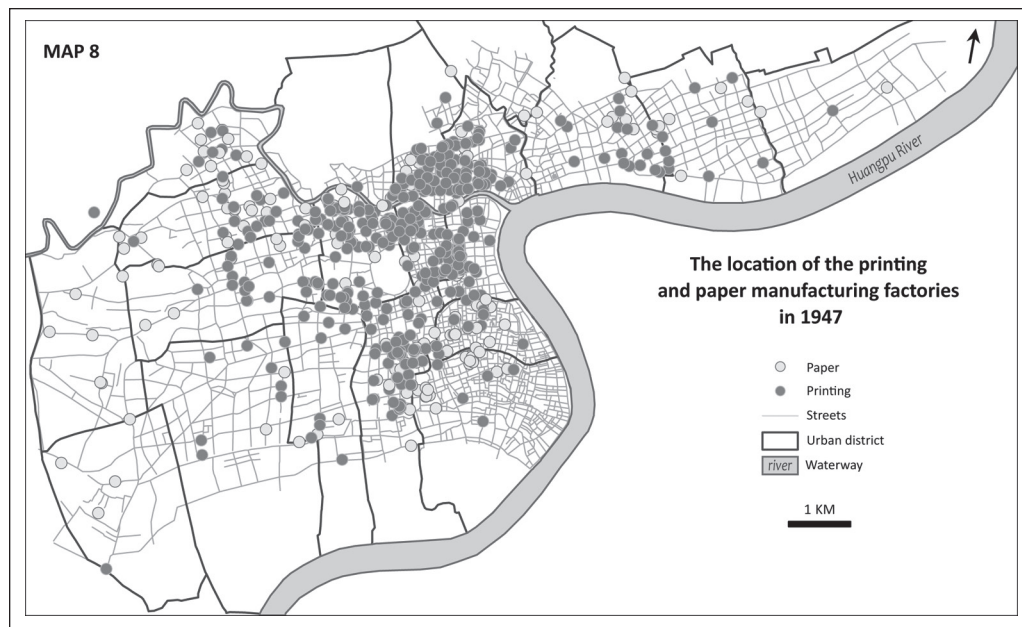 MAP 8
Huangpu River
The location of the printing
and paper manufacturing factories
in 1947
Paper
Printing
Streets
Urban district
river Waterway
1 KM